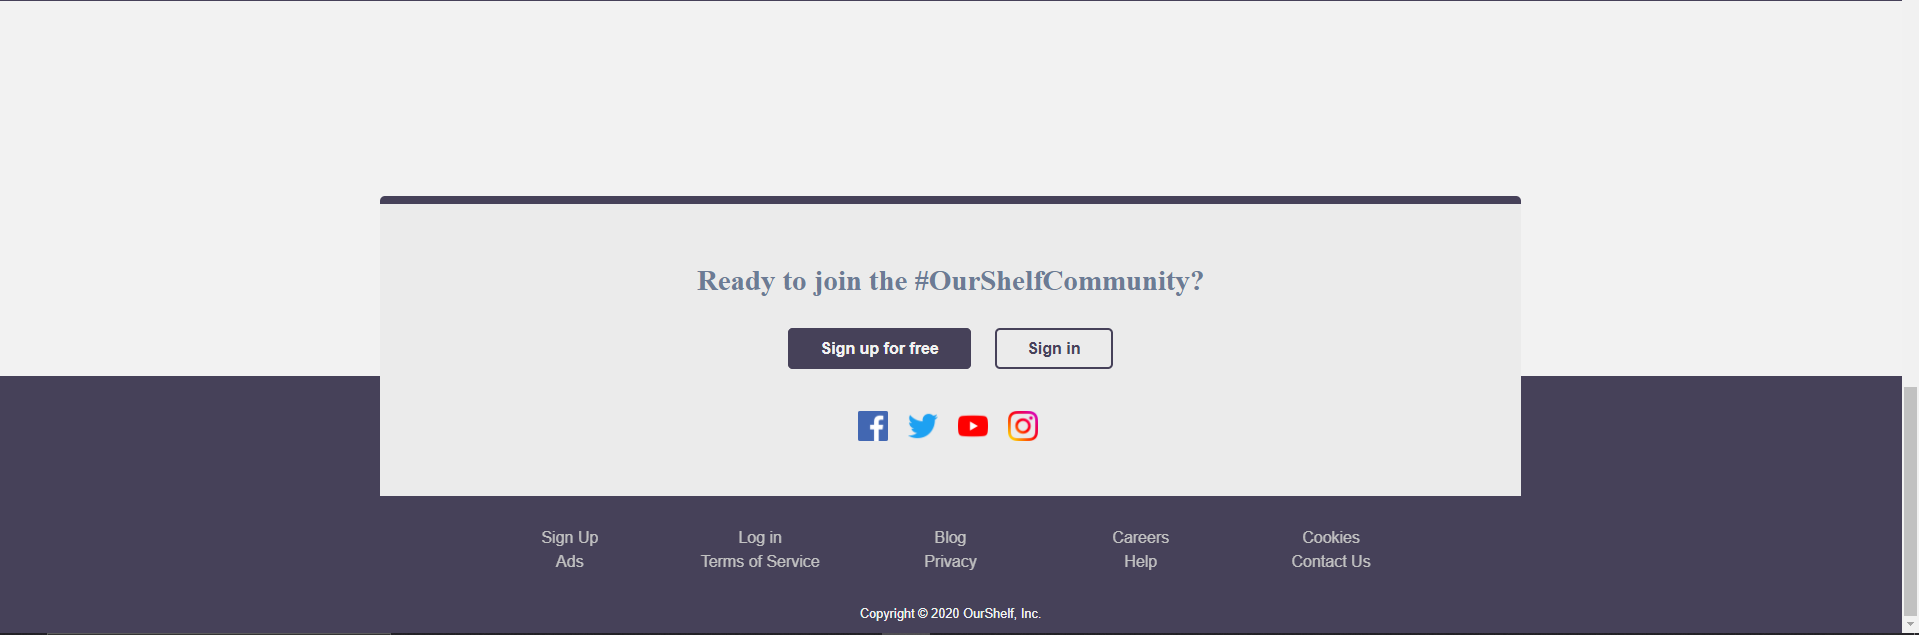 Ready to join the #OurShelfCommunity?
Sign up for free Sign in
Sign Up Log in Blog Careers Cookies
Ads Terms of Service Privacy Help Contact Us
Copyright © 2020 OurShelf, Inc.